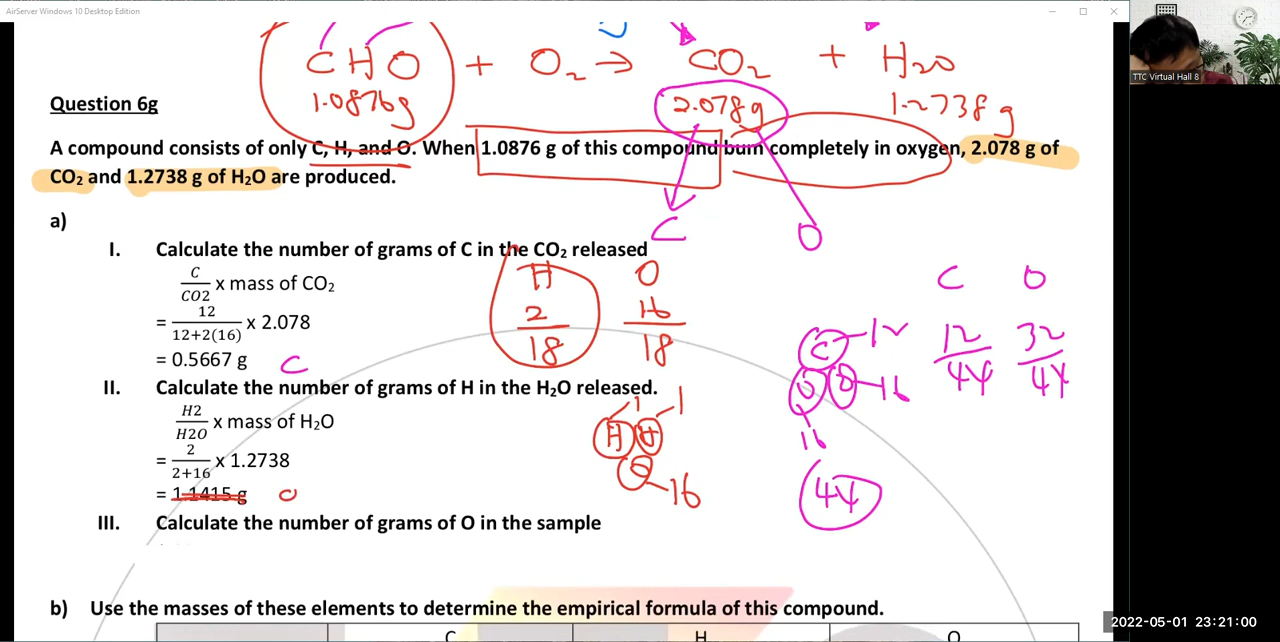 AirServer Windows 10 Desktop Edition
C H O + O2 → CO2 + H2O
1.0876g 2.078g 1.2738g
Question 6g
A compound consists of only C, H, and O. When 1.0876 g of this compound burn completely in oxygen, 2.078 g of
CO2 and 1.2738 g of H2O are produced.
a)
C O
I. Calculate the number of grams of C in the CO2 released
C/CO2 x mass of CO2
= 12/12+2(16) x 2.078
= 0.5667 g C
H O
2/18 16/18
C O
12/44 32/44
C 12
O O 16
16
44
II. Calculate the number of grams of H in the H2O released.
H2/H2O x mass of H2O
= 2/2+16 x 1.2738
= 1.1415 g O
1 1
H H
O 16
III. Calculate the number of grams of O in the sample
b) Use the masses of these elements to determine the empirical formula of this compound.
C H O
TTC Virtual Hall 8
2022-05-01 23:21:00